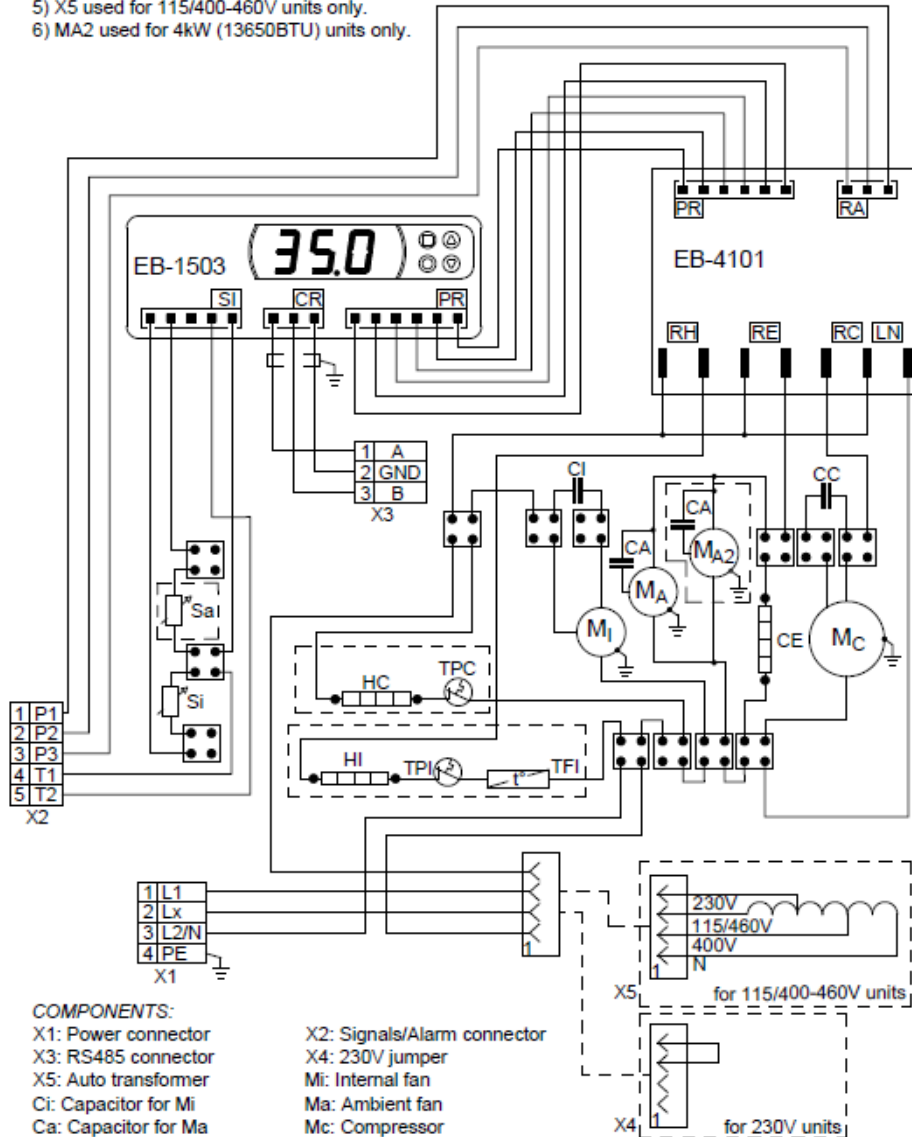 5) X5 used for 115/400-460V units only.
6) MA2 used for 4kW (13650BTU) units only.
PR
RA
EB-4101
EB-1503
35.0
SI
CR
PR
RH
RE
RC
LN
1 A
2 GND
3 B
X3
CI
CA
CA
CC
MA2
MA
MI
CE
MC
Sa
Si
HC
TPC
HI
TPI
t°
TFI
1 P1
2 P2
3 P3
4 T1
5 T2
X2
1 L1
2 Lx
3 L2/N
4 PE
X1
1
230V
115/460V
400V
N
1
X5
for 115/400-460V units
X4
1
for 230V units
COMPONENTS:
X1: Power connector
X2: Signals/Alarm connector
X3: RS485 connector
X4: 230V jumper
X5: Auto transformer
Mi: Internal fan
Ci: Capacitor for Mi
Ma: Ambient fan
Ca: Capacitor for Ma
Mc: Compressor